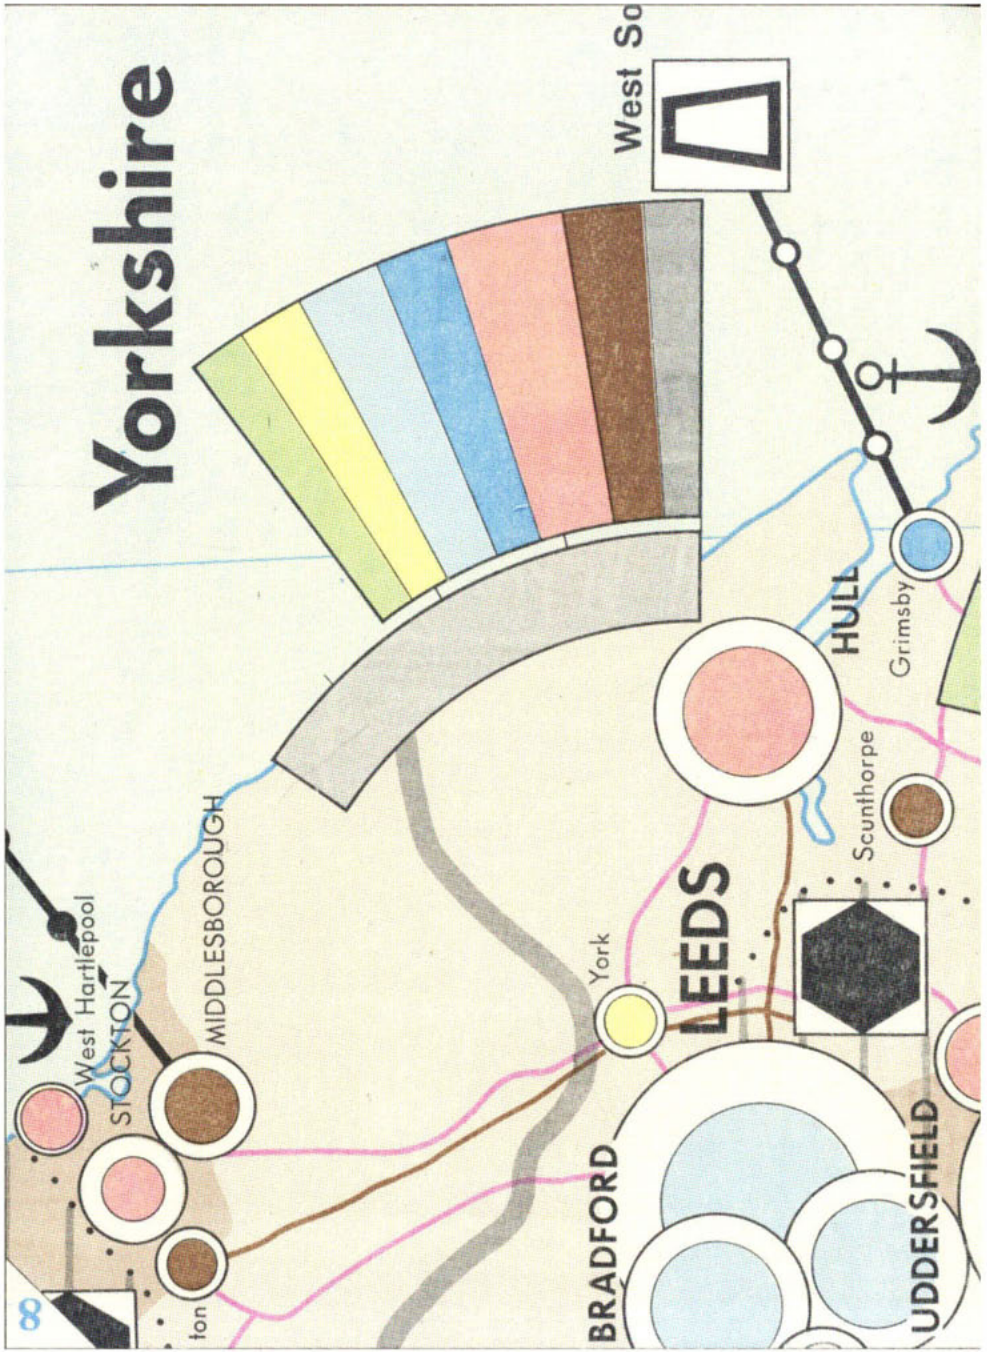 Yorkshire
West So
West Hartlepool
STOCKTON
MIDDLESBOROUGH
ton
York
LEEDS
HULL
Grimsby
Scunthorpe
BRADFORD
UDDERSFIELD
8